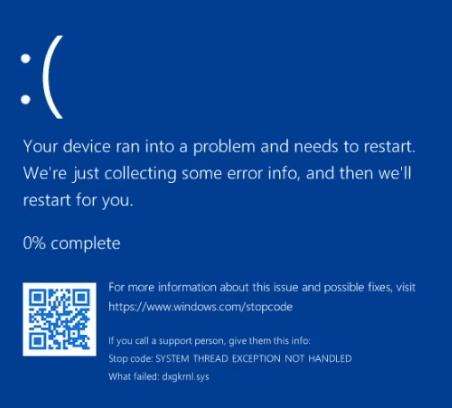 :(
Your device ran into a problem and needs to restart.
We're just collecting some error info, and then we'll
restart for you.
0% complete
For more information about this issue and possible fixes, visit
https://www.windows.com/stopcode
If you call a support person, give them this info:
Stop code: SYSTEM THREAD EXCEPTION NOT HANDLED
What failed: dxgkrnl.sys